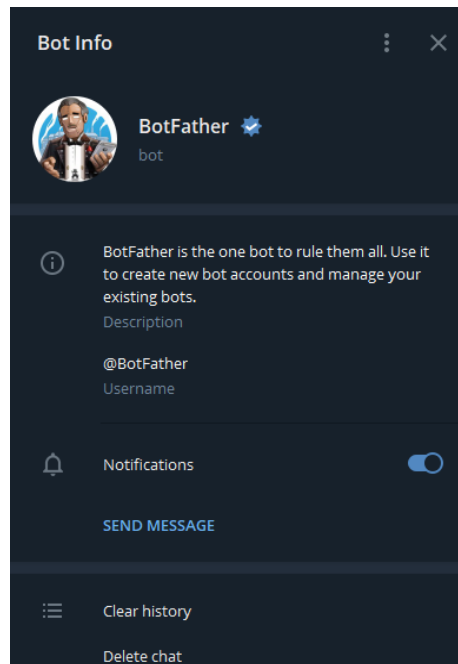 Bot Info
BotFather
bot
BotFather is the one bot to rule them all. Use it
to create new bot accounts and manage your
existing bots.
Description
@BotFather
Username
Notifications
SEND MESSAGE
Clear history
Delete chat